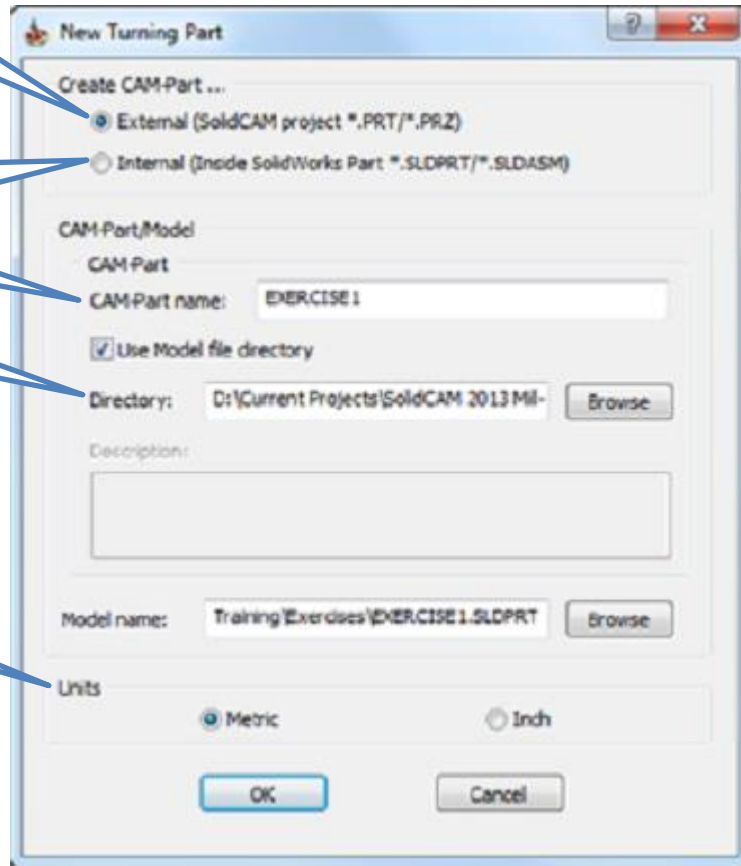 New Turning Part
Create CAM-Part ...
External (SolidCAM project *.PRT/*.PRZ)
Internal (Inside SolidWorks Part *.SLDPRT/*.SLDASM)
CAM-Part/Model
CAM-Part
CAM-Part name: EXERCISE1
Use Model file directory
Directory: D:\Current Projects\SolidCAM 2013 Mil- Browse
Description:
Model name: Training\Exercises\EXERCISE1.SLDPRT Browse
Units
Metric Inch
OK Cancel